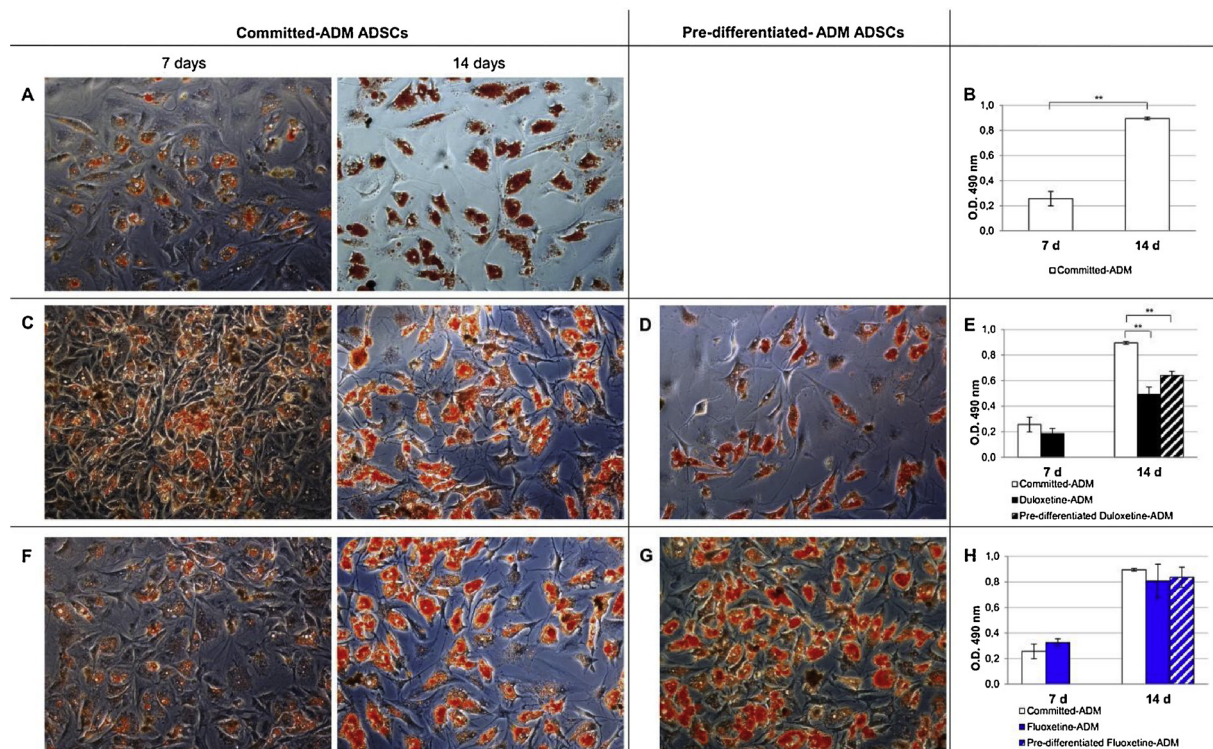 Committed-ADM ADSCs
Pre-differentiated- ADM ADSCs
7 days
14 days
A
B
**
1,0
0,8
0,6
0,4
0,2
0,0
O.D. 490 nm
7 d
14 d
Committed-ADM
C
D
E
**
**
1,0
0,8
0,6
0,4
0,2
0,0
O.D. 490 nm
7 d
14 d
Committed-ADM
Duloxetine-ADM
Pre-differentiated Duloxetine-ADM
F
G
H
1,0
0,8
0,6
0,4
0,2
0,0
O.D. 490 nm
7 d
14 d
Committed-ADM
Fluoxetine-ADM
Pre-differentiated Fluoxetine-ADM